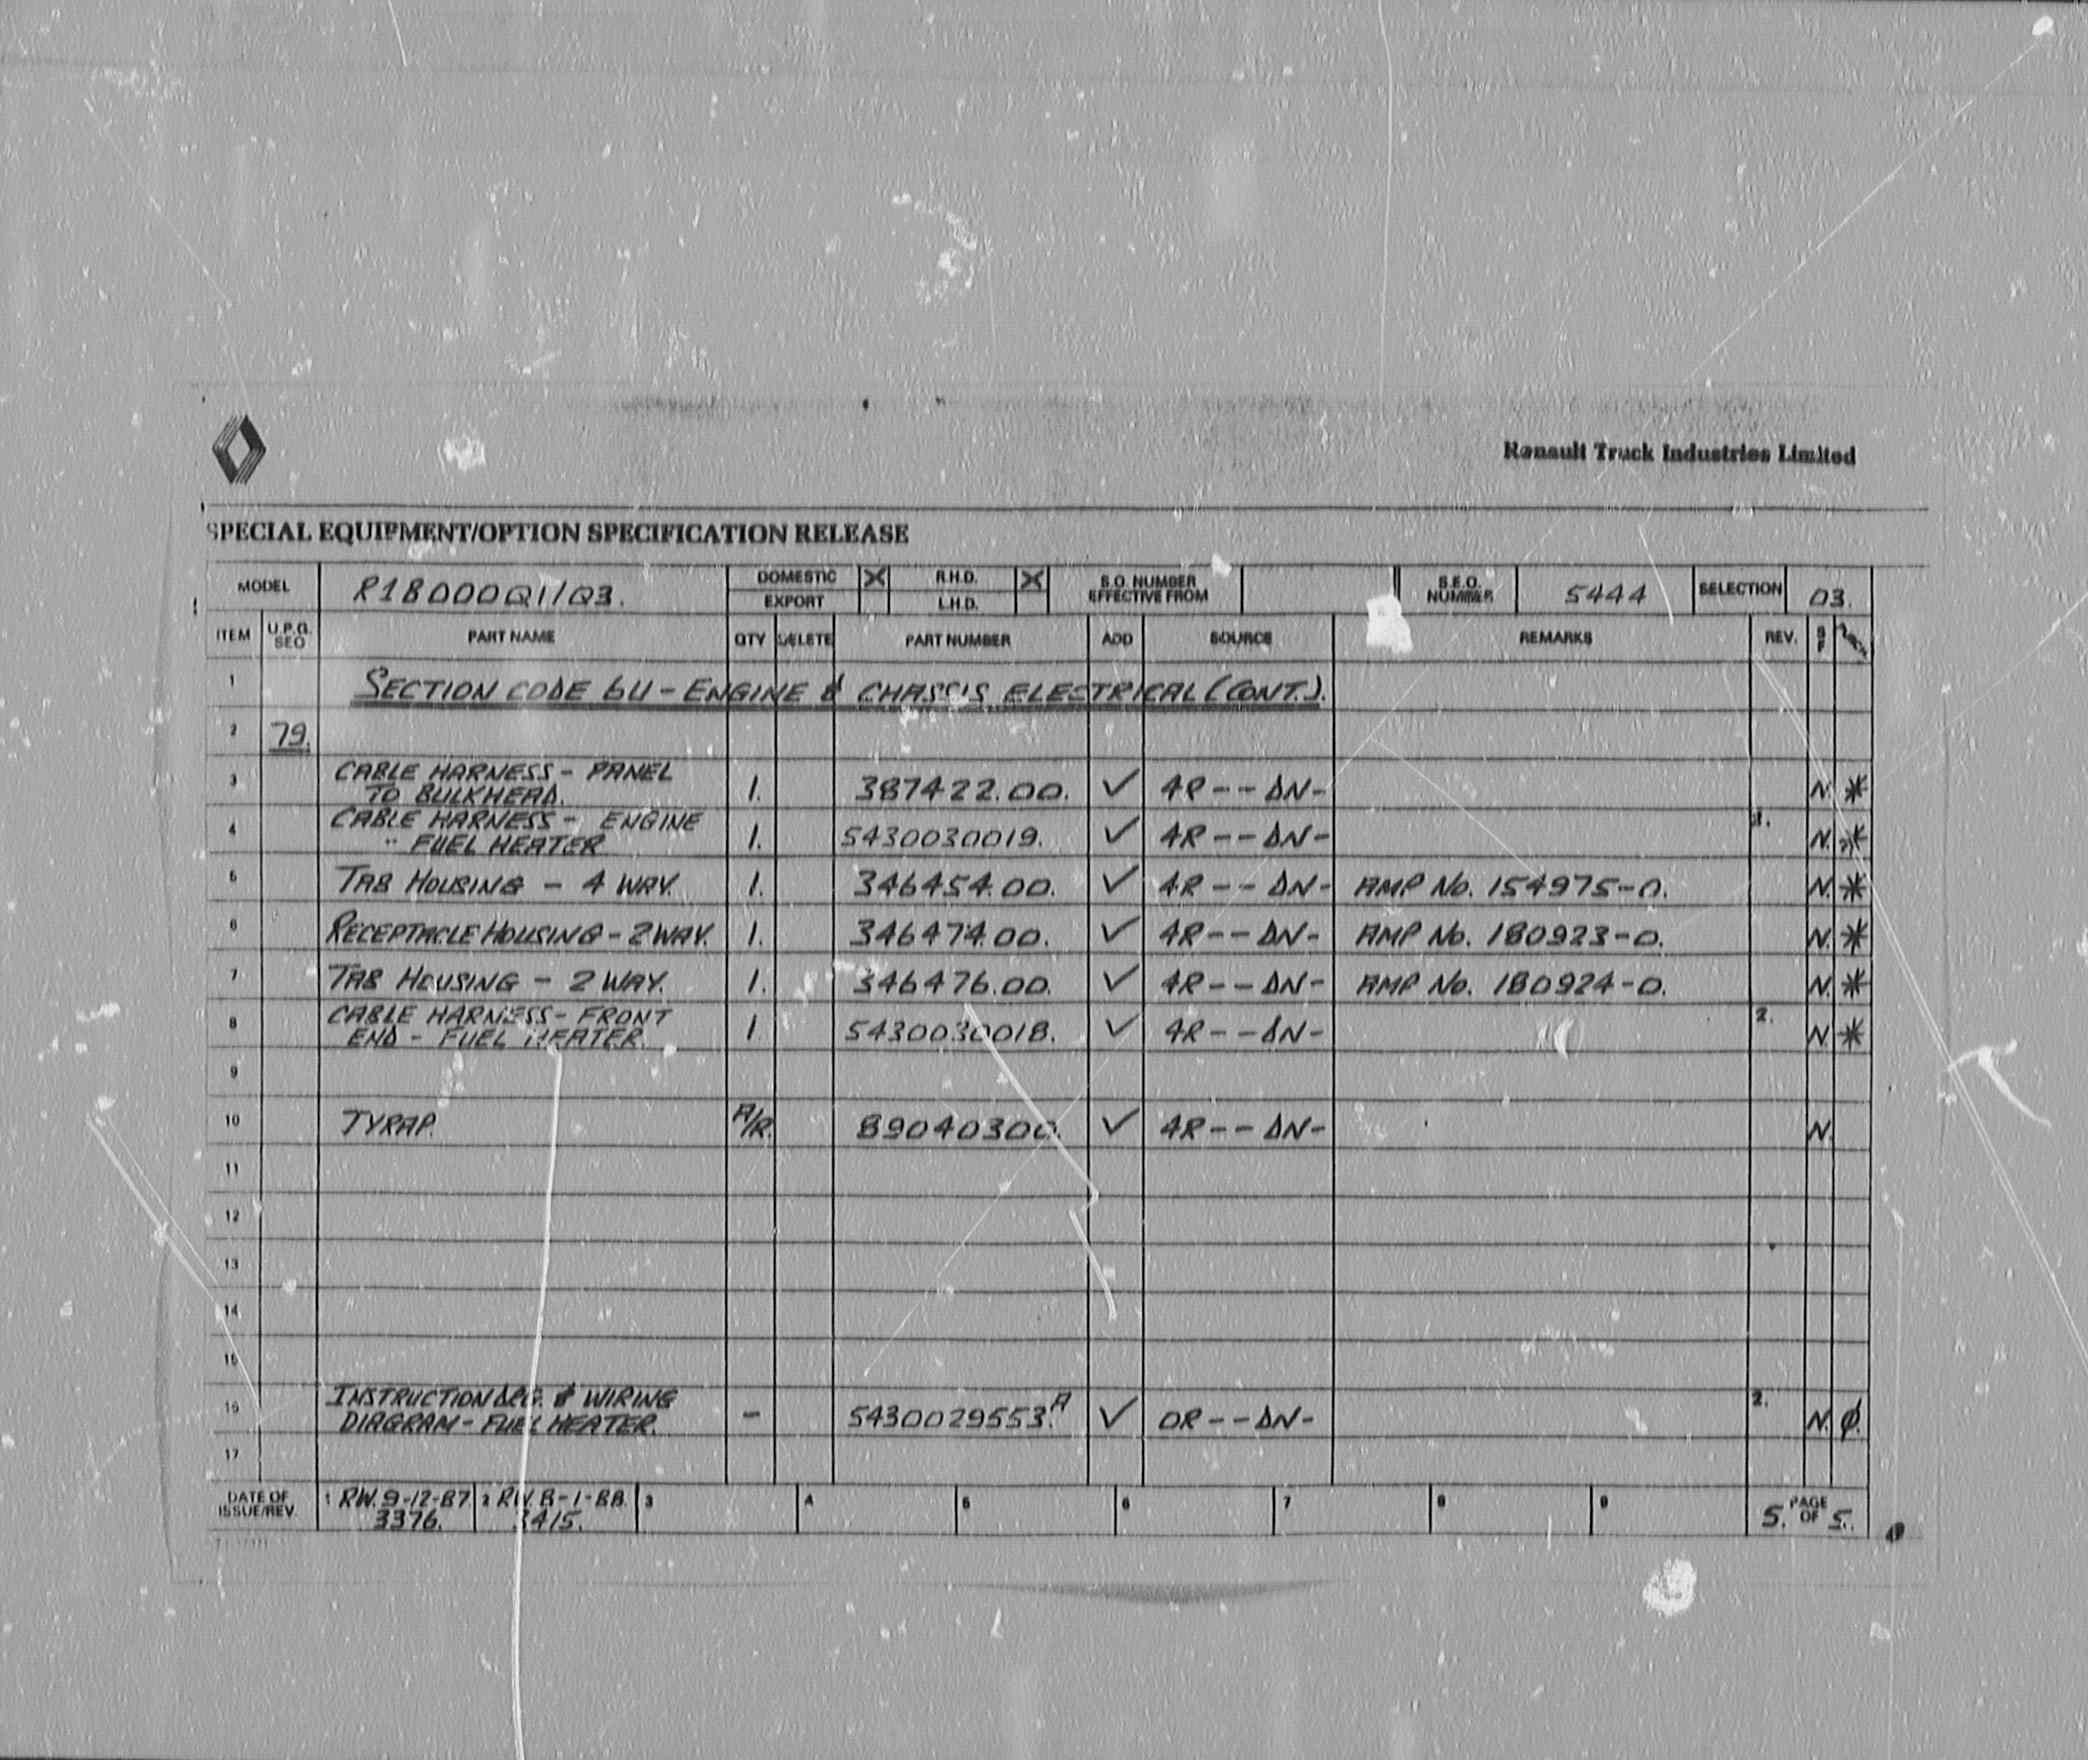 Renault Truck Industries Limited
SPECIAL EQUIPMENT/OPTION SPECIFICATION RELEASE
MODEL R18000Q1/Q3. DOMESTIC X R.H.D. X S.O. NUMBER S.E.O. 5444 SELECTION 03.
EXPORT L.H.D. EFFECTIVE FROM NUMBER
ITEM U.P.G. SEQ PART NAME QTY DELETE PART NUMBER ADD SOURCE REMARKS REV.
1 SECTION CODE 6U - ENGINE & CHASSIS ELECTRICAL (CONT.).
2 79.
3 CABLE HARNESS - PANEL
TO BULKHEAD. 1. 387422.00. ✓ 4R -- DN - N. *
4 CABLE HARNESS - ENGINE 1.
" FUEL HEATER 1. 5430030019. ✓ 4R -- DN - N. *
5 TAB HOUSING - 4 WAY. 1. 346454.00. ✓ 4R -- DN - AMP No. 154975-0. N. *
6 RECEPTACLE HOUSING - 2 WAY. 1. 346474.00. ✓ 4R -- DN - AMP No. 180923-0. N. *
7 TAB HOUSING - 2 WAY. 1. 346476.00. ✓ 4R -- DN - AMP No. 180924-0. N. *
8 CABLE HARNESS - FRONT 2.
END - FUEL HEATER. 1 5430030018. ✓ 4R -- DN - N. *
9
10 TYRAP. A/R. 89040300. ✓ 4R -- DN - N.
11
12
13
14
15
16 INSTRUCTION DRG. & WIRING 2.
DIAGRAM - FUEL HEATER. - 5430029553.A ✓ OR -- DN - N. Ø.
17
DATE OF 1 RW. 9-12-87 2 RW. 8-1-88. 3 4 5 6 7 8 9 PAGE
ISSUE/REV. 3376. 3415. 5. OF 5.